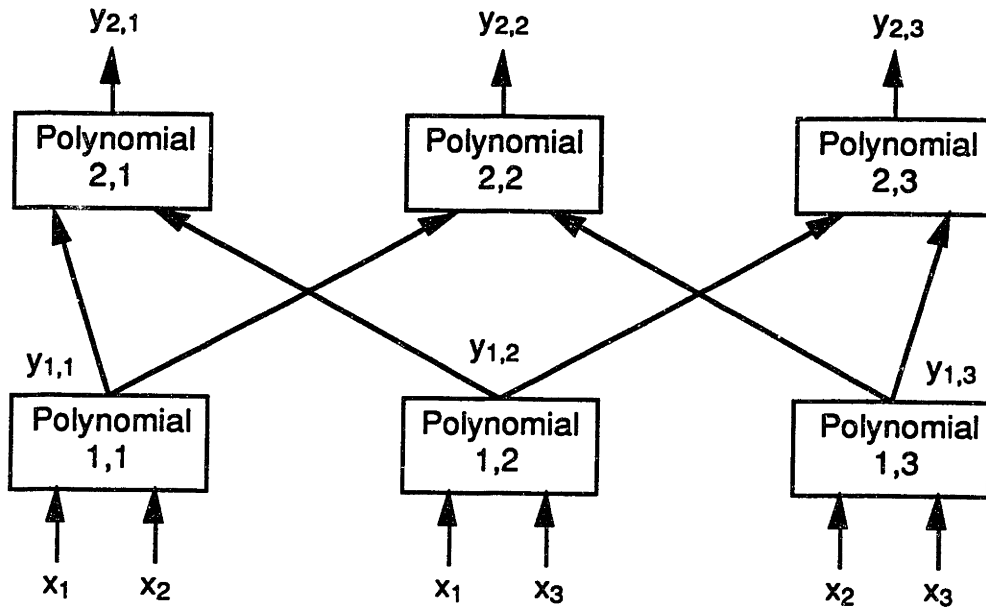 y2,1 y2,2 y2,3
Polynomial 2,1
Polynomial 2,2
Polynomial 2,3
y1,1 y1,2 y1,3
Polynomial 1,1
Polynomial 1,2
Polynomial 1,3
x1 x2 x1 x3 x2 x3